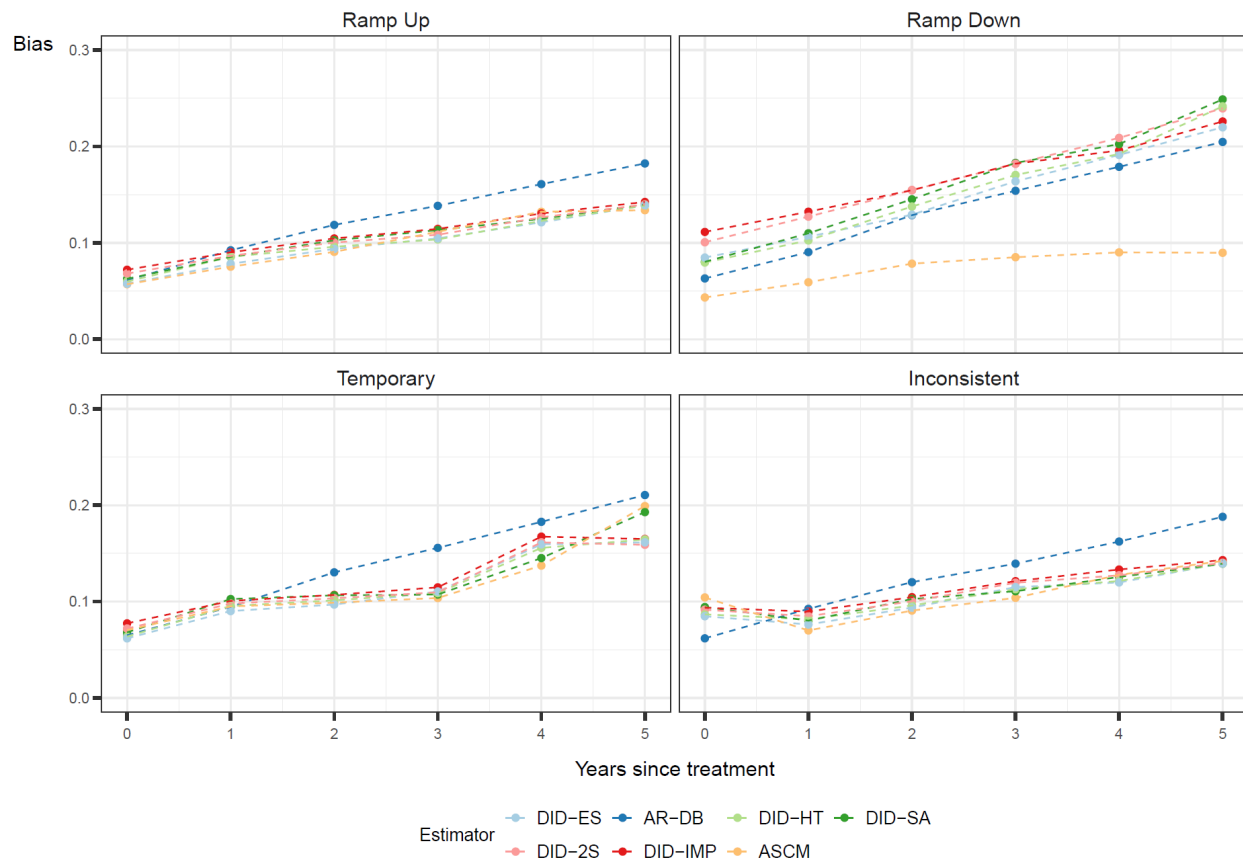 Ramp Up
Ramp Down
Bias
0.3
0.2
0.1
0.0
Temporary
Inconsistent
0.3
0.2
0.1
0.0
0 1 2 3 4 5 0 1 2 3 4 5
Years since treatment
Estimator
DID−ES AR−DB DID−HT DID−SA
DID−2S DID−IMP ASCM